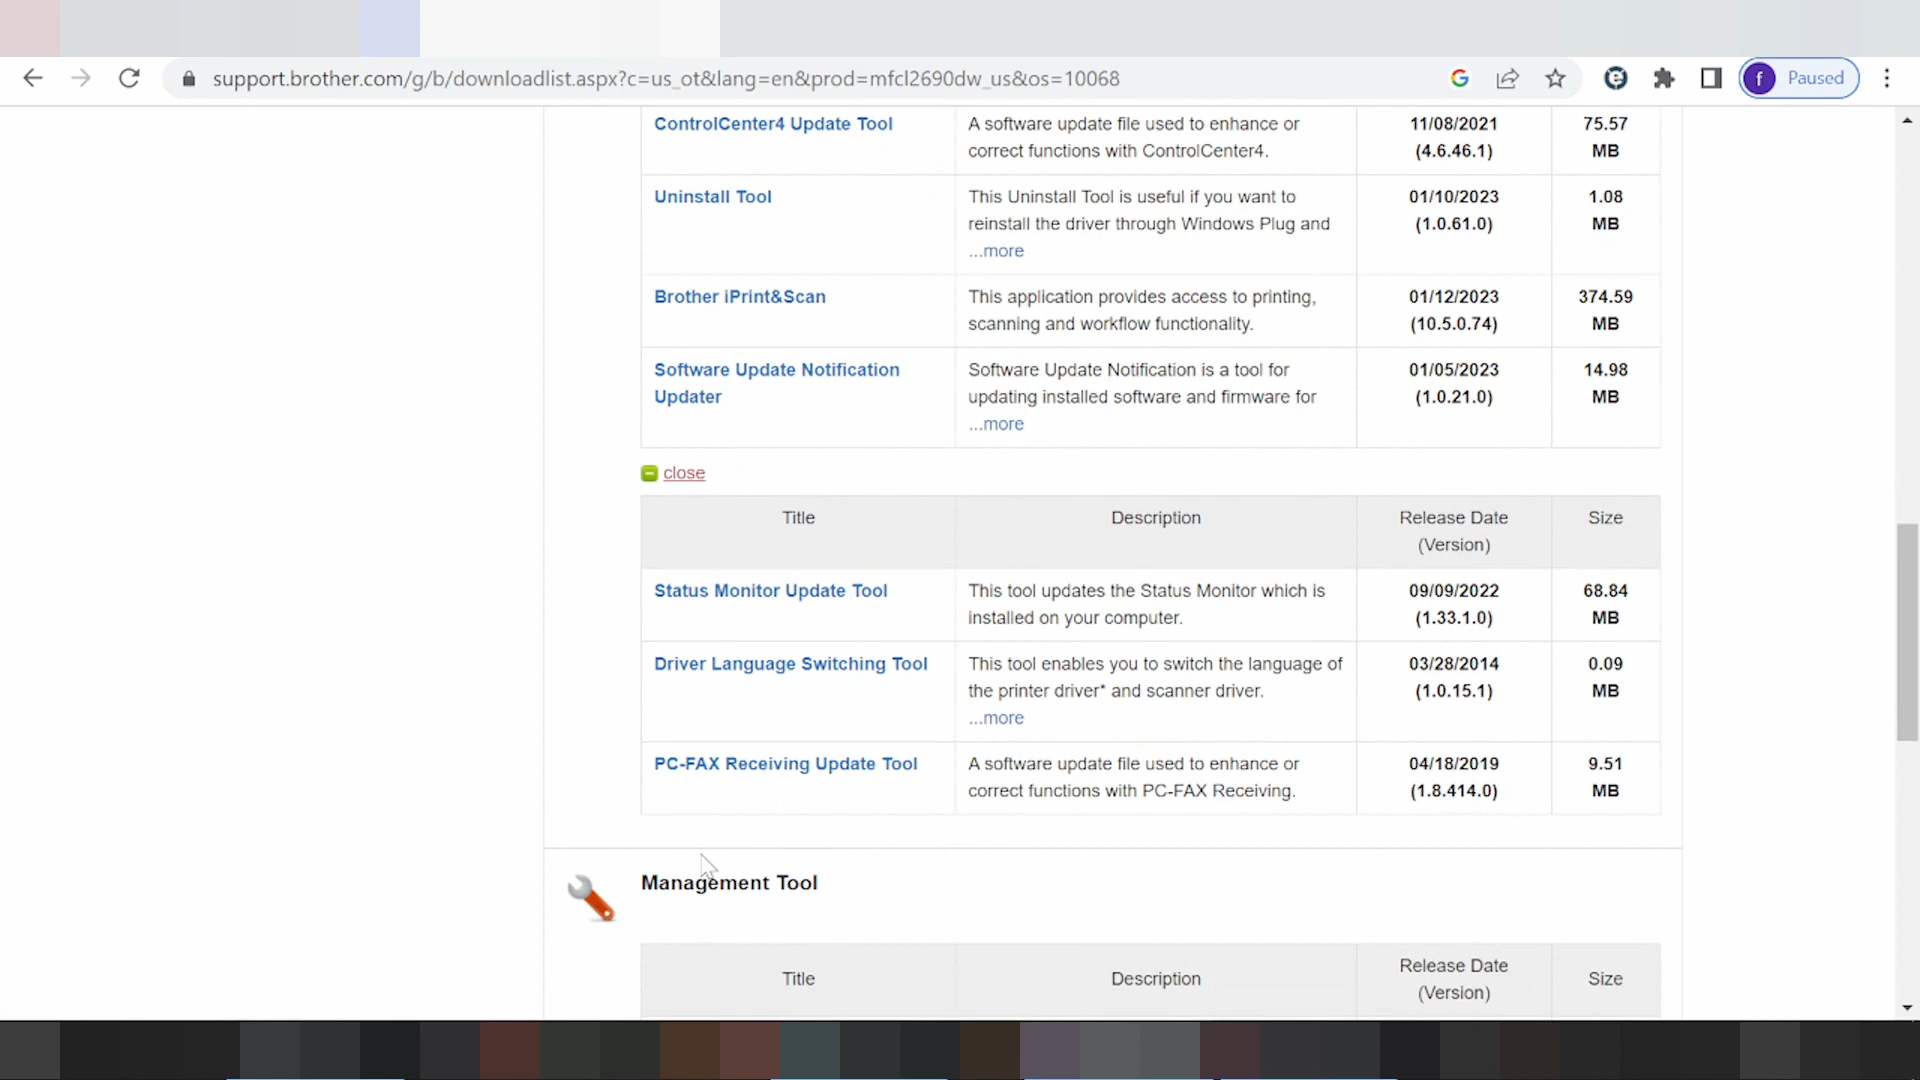 support.brother.com/g/b/downloadlist.aspx?c=us_ot&lang=en&prod=mfcl2690dw_us&os=10068
f Paused
ControlCenter4 Update Tool
A software update file used to enhance or
correct functions with ControlCenter4.
11/08/2021
(4.6.46.1)
75.57
MB
Uninstall Tool
This Uninstall Tool is useful if you want to
reinstall the driver through Windows Plug and
...more
01/10/2023
(1.0.61.0)
1.08
MB
Brother iPrint&Scan
This application provides access to printing,
scanning and workflow functionality.
01/12/2023
(10.5.0.74)
374.59
MB
Software Update Notification
Updater
Software Update Notification is a tool for
updating installed software and firmware for
...more
01/05/2023
(1.0.21.0)
14.98
MB
close
Title
Description
Release Date
(Version)
Size
Status Monitor Update Tool
This tool updates the Status Monitor which is
installed on your computer.
09/09/2022
(1.33.1.0)
68.84
MB
Driver Language Switching Tool
This tool enables you to switch the language of
the printer driver* and scanner driver.
...more
03/28/2014
(1.0.15.1)
0.09
MB
PC-FAX Receiving Update Tool
A software update file used to enhance or
correct functions with PC-FAX Receiving.
04/18/2019
(1.8.414.0)
9.51
MB
Management Tool
Title
Description
Release Date
(Version)
Size